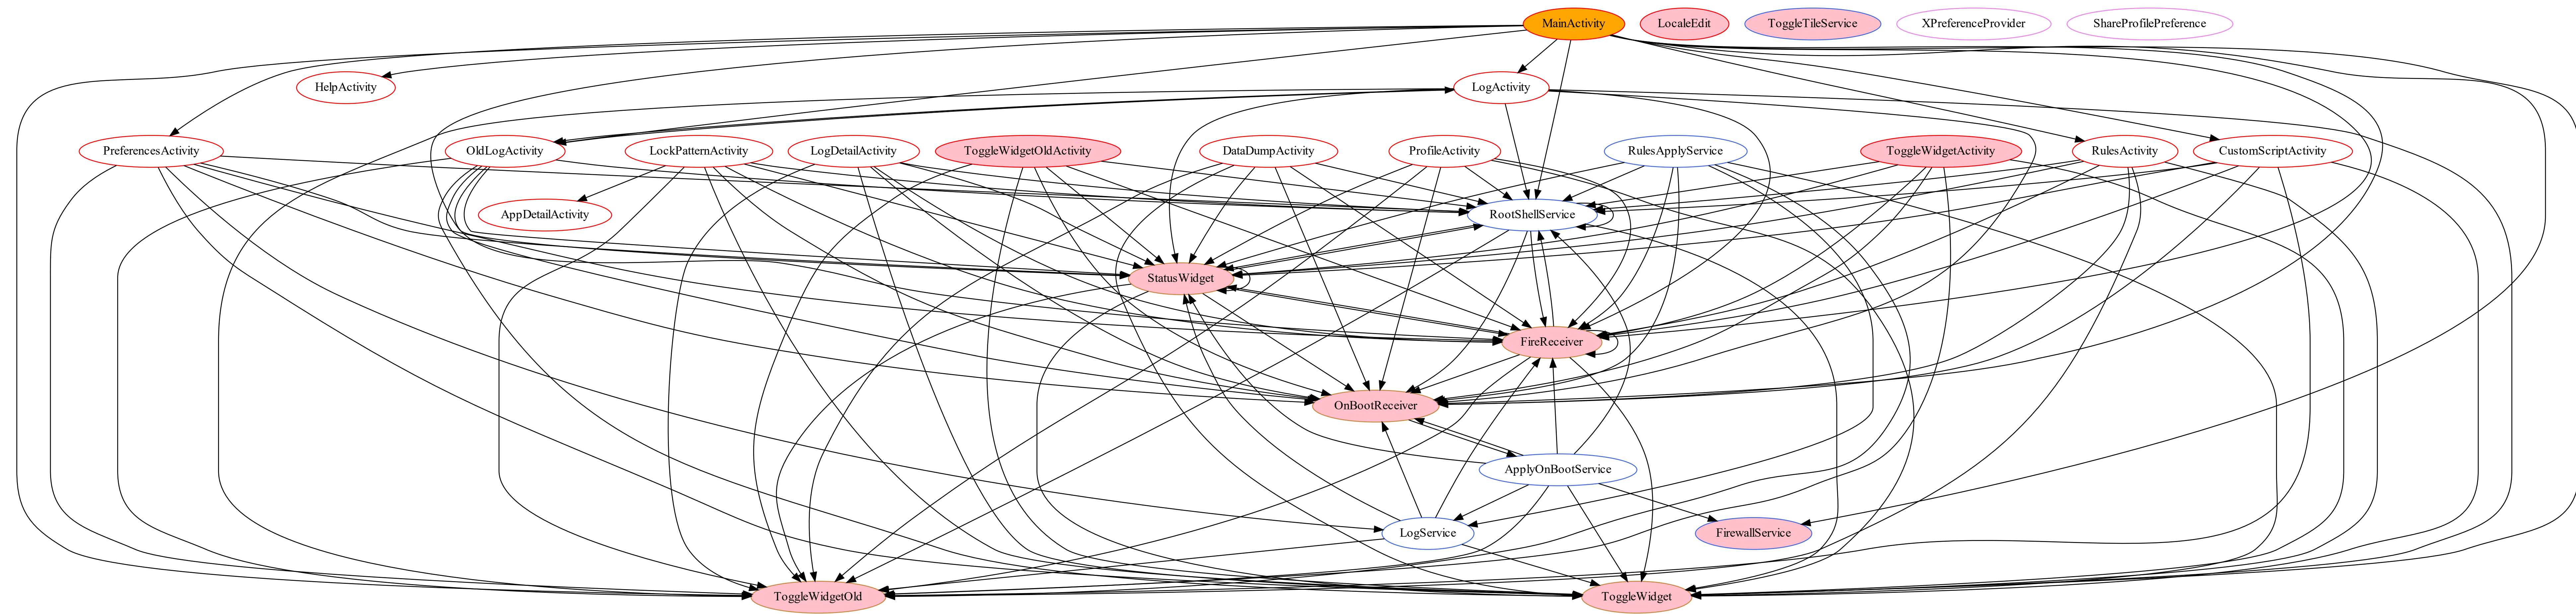 MainActivity
LocaleEdit
ToggleTileService
XPreferenceProvider
ShareProfilePreference
HelpActivity
LogActivity
PreferencesActivity
OldLogActivity
LockPatternActivity
LogDetailActivity
ToggleWidgetOldActivity
DataDumpActivity
ProfileActivity
RulesApplyService
ToggleWidgetActivity
RulesActivity
CustomScriptActivity
AppDetailActivity
RootShellService
StatusWidget
FireReceiver
OnBootReceiver
ApplyOnBootService
LogService
FirewallService
ToggleWidgetOld
ToggleWidget